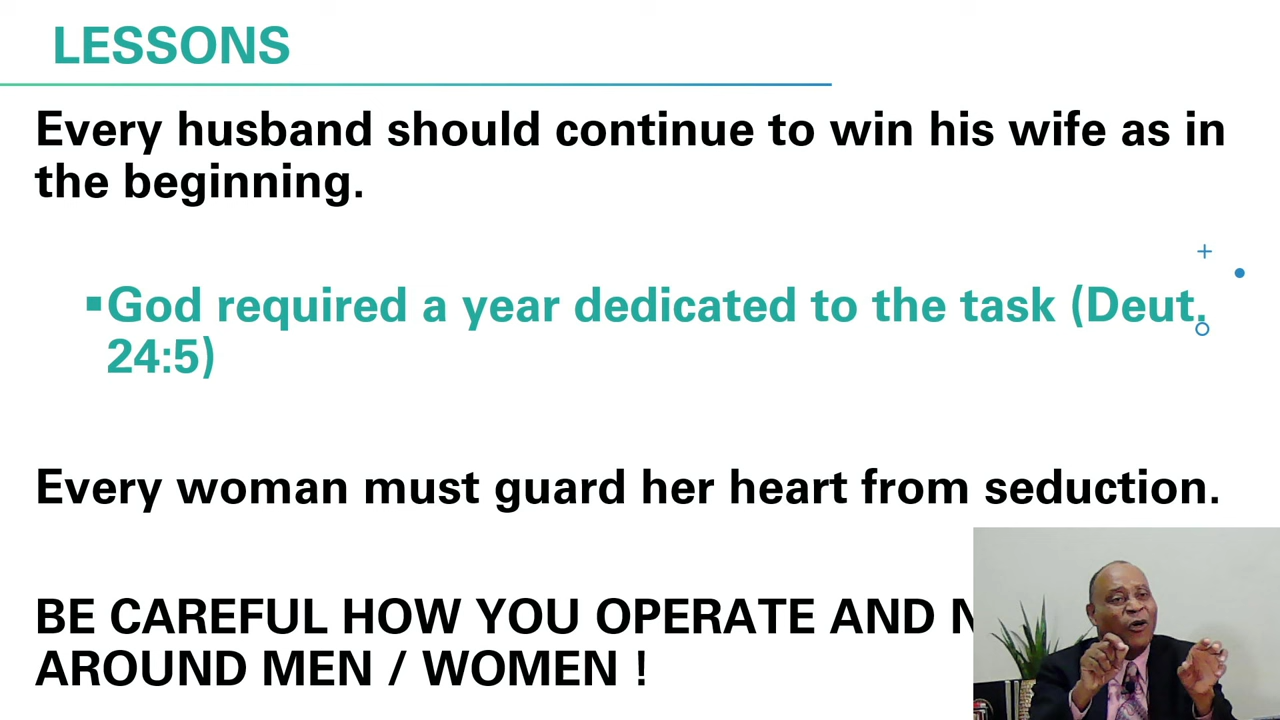 LESSONS
Every husband should continue to win his wife as in
the beginning.
▪God required a year dedicated to the task (Deut.
24:5)
Every woman must guard her heart from seduction.
BE CAREFUL HOW YOU OPERATE AND
AROUND MEN / WOMEN !